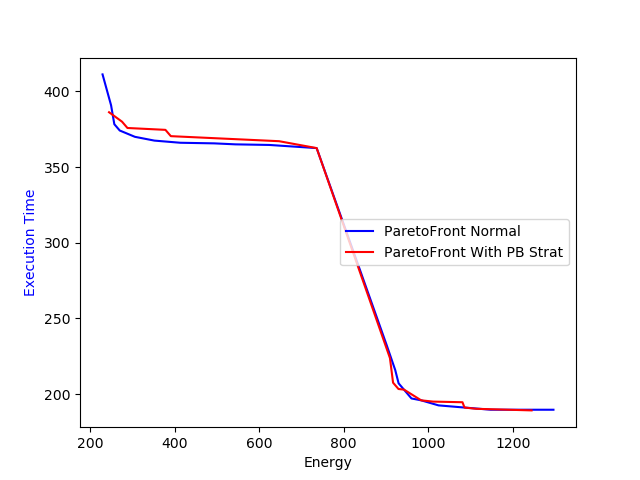 400
350
300
250
200
Execution Time
ParetoFront Normal
ParetoFront With PB Strat
200 400 600 800 1000 1200
Energy